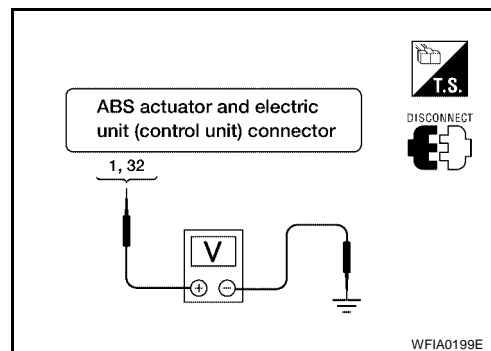 T.S.
DISCONNECT
ABS actuator and electric
unit (control unit) connector
1, 32
V
+ −
WFIA0199E